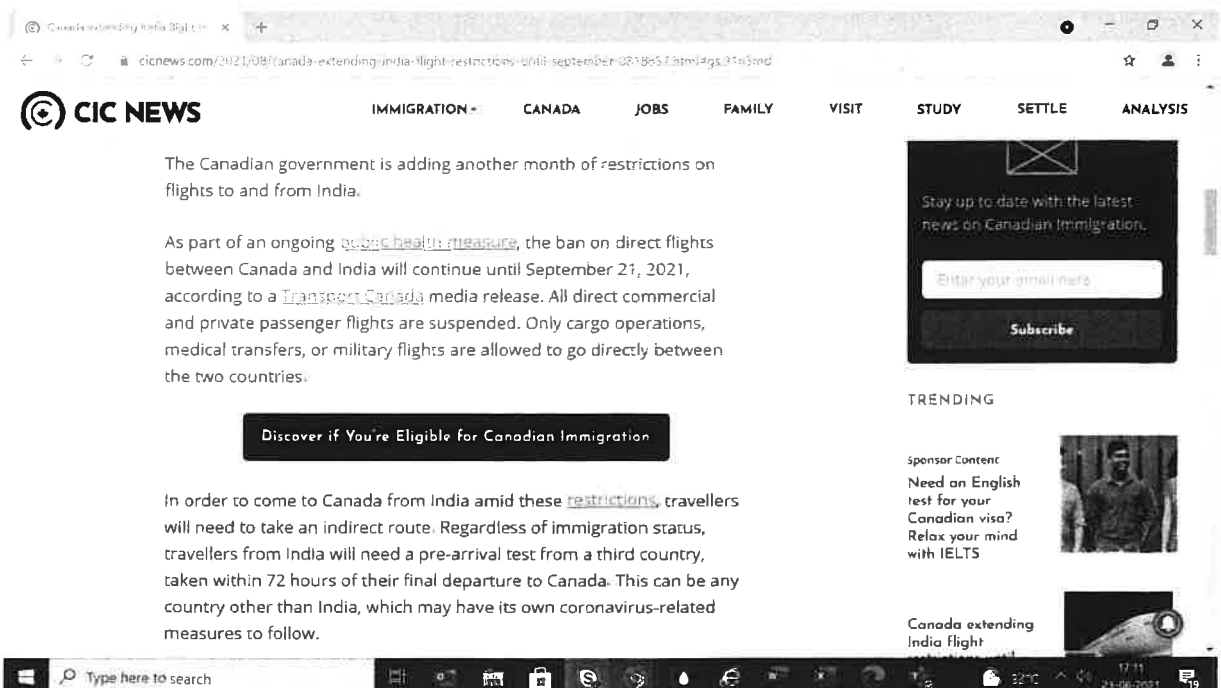 CIC NEWS
IMMIGRATION CANADA JOBS FAMILY VISIT STUDY SETTLE ANALYSIS
The Canadian government is adding another month of restrictions on
flights to and from India.
As part of an ongoing public health measure, the ban on direct flights
between Canada and India will continue until September 21, 2021,
according to a Transport Canada media release. All direct commercial
and private passenger flights are suspended. Only cargo operations,
medical transfers, or military flights are allowed to go directly between
the two countries.
Discover if You're Eligible for Canadian Immigration
In order to come to Canada from India amid these restrictions, travellers
will need to take an indirect route. Regardless of immigration status,
travellers from India will need a pre-arrival test from a third country,
taken within 72 hours of their final departure to Canada. This can be any
country other than India, which may have its own coronavirus-related
measures to follow.
Stay up to date with the latest
news on Canadian Immigration.
Enter your email here
Subscribe
TRENDING
Sponsor Content
Need an English
test for your
Canadian visa?
Relax your mind
with IELTS
Canada extending
India flight
restrictions until
Type here to search
32°C
17:11
19